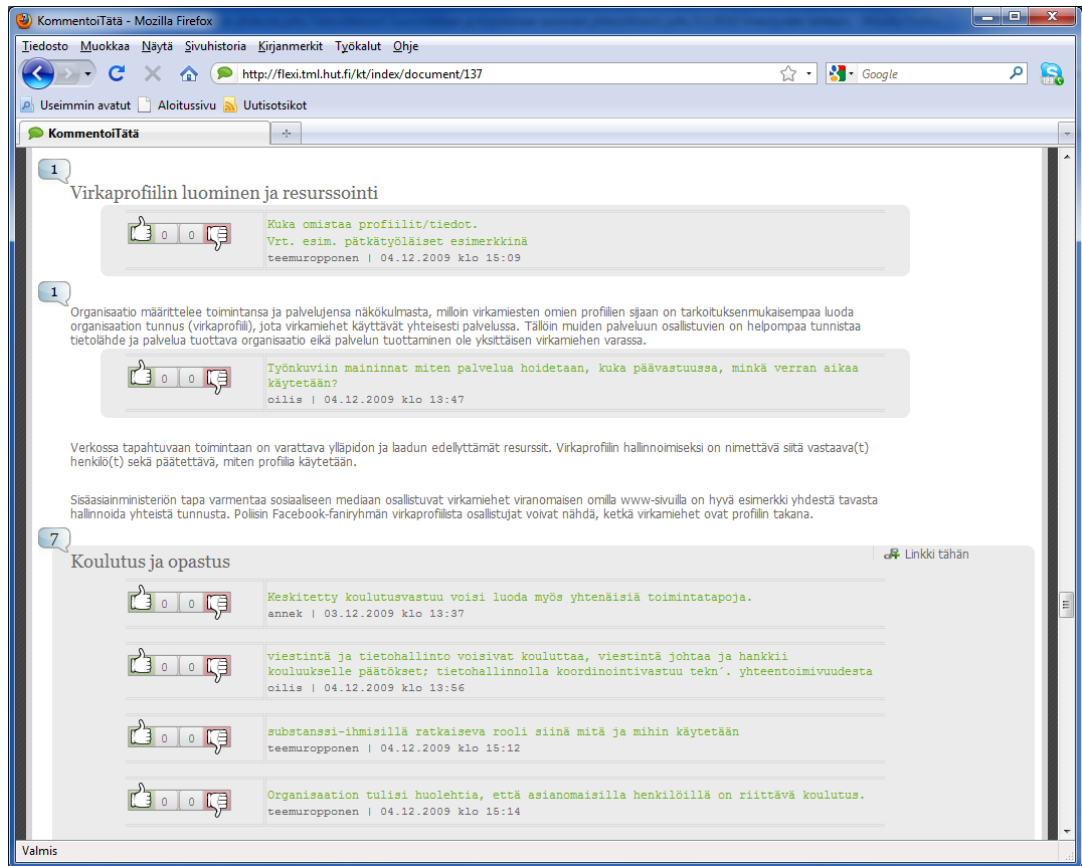 KommentoiTätä - Mozilla Firefox
Tiedosto Muokkaa Näytä Sivuhistoria Kirjanmerkit Työkalut Ohje
http://flexi.tml.hut.fi/kt/index/document/137
Google
Useimmin avatut Aloitussivu Uutisotsikot
KommentoiTätä
1
Virkaprofiilin luominen ja resurssointi
0 0
Kuka omistaa profiilit/tiedot.
Vrt. esim. pätkätyöläiset esimerkkinä
teemuropponen | 04.12.2009 klo 15:09
1
Organisaatio määrittelee toimintansa ja palvelujensa näkökulmasta, milloin virkamiesten omien profiilien sijaan on tarkoituksenmukaisempaa luoda
organisaation tunnus (virkaprofiili), jota virkamiehet käyttävät yhteisesti palvelussa. Tällöin muiden palveluun osallistuvien on helpompaa tunnistaa
tietolähde ja palvelua tuottava organisaatio eikä palvelun tuottaminen ole yksittäisen virkamiehen varassa.
0 0
Työnkuviin maininnat miten palvelua hoidetaan, kuka päävastuussa, minkä verran aikaa
käytetään?
oilis | 04.12.2009 klo 13:47
Verkossa tapahtuvaan toimintaan on varattava ylläpidon ja laadun edellyttämät resurssit. Virkaprofiilin hallinnoimiseksi on nimettävä siitä vastaava(t)
henkilö(t) sekä päätettävä, miten profiilia käytetään.
Sisäasiainministeriön tapa varmentaa sosiaaliseen mediaan osallistuvat virkamiehet viranomaisen omilla www-sivuilla on hyvä esimerkki yhdestä tavasta
hallinnoida yhteistä tunnusta. Poliisin Facebook-faniryhmän virkaprofiilista osallistujat voivat nähdä, ketkä virkamiehet ovat profiilin takana.
7
Koulutus ja opastus
Linkki tähän
0 0
Keskitetty koulutusvastuu voisi luoda myös yhtenäisiä toimintatapoja.
annek | 03.12.2009 klo 13:37
0 0
viestintä ja tietohallinto voisivat kouluttaa, viestintä johtaa ja hankkii
kouluukselle päätökset; tietohallinnolla koordinointivastuu tekn´. yhteentoimivuudesta
oilis | 04.12.2009 klo 13:56
0 0
substanssi-ihmisillä ratkaiseva rooli siinä mitä ja mihin käytetään
teemuropponen | 04.12.2009 klo 15:12
0 0
Organisaation tulisi huolehtia, että asianomaisilla henkilöillä on riittävä koulutus.
teemuropponen | 04.12.2009 klo 15:14
Valmis